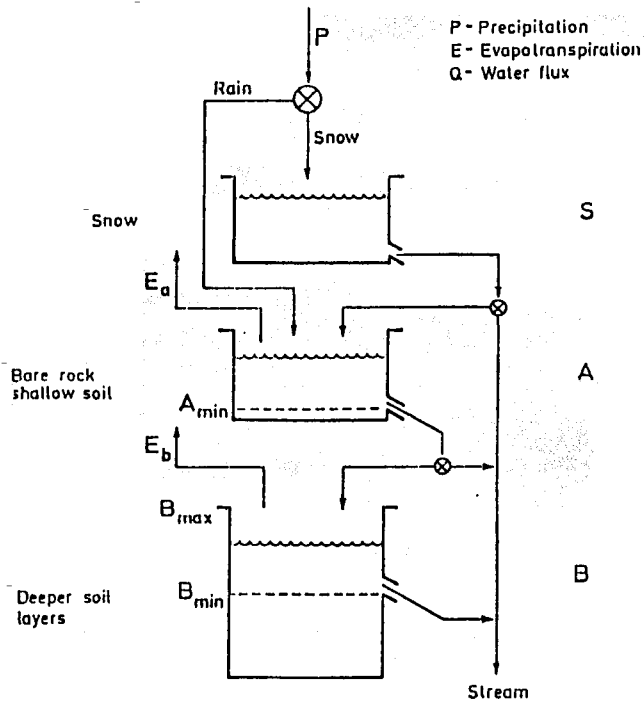 P - Precipitation
E - Evapotranspiration
Q - Water flux
P
Rain
Snow
Snow
S
Ea
Bare rock
shallow soil
Amin
A
Eb
Bmax
Bmin
B
Deeper soil
layers
Stream